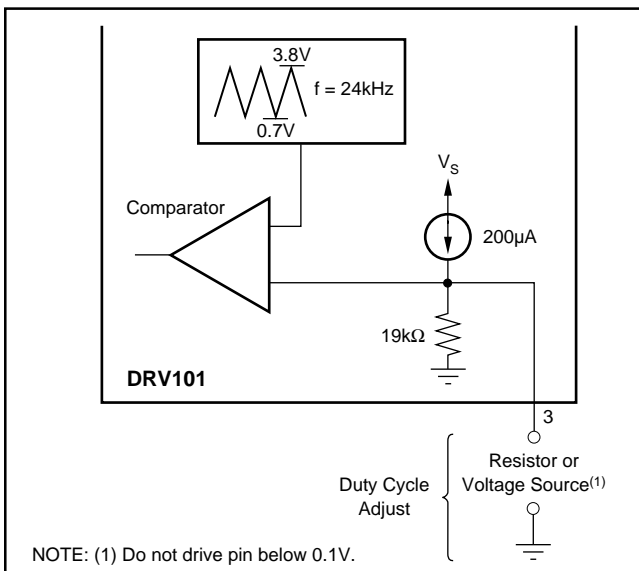 3.8V
f = 24kHz
0.7V
V_S
Comparator
200µA
19kΩ
DRV101
3
Resistor or
Voltage Source(1)
Duty Cycle
Adjust
NOTE: (1) Do not drive pin below 0.1V.